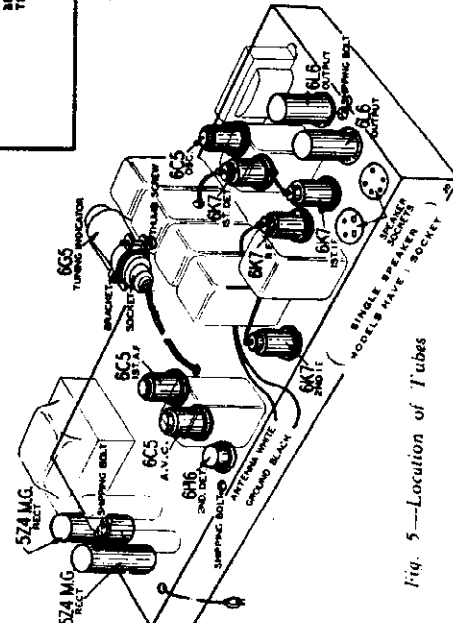 5Z4 M.G.
RECT
5Z4 M.G.
RECT
SHIPPING BOLT
6G5
TUNING INDICATOR
BRACKET
SOCKET
THUMB SCREW
6C5
OSC.
6K7
1ST. DET.
6L6
OUTPUT
SHIPPING BOLT
6L6
OUTPUT
6C5
1ST. A.F.
6C5
A.V.C.
6H6
2ND. DET.
SHIPPING BOLT
ANTENNA WHITE
GROUND BLACK
6K7
R.F.
6K7
1ST I.F.
6K7
2ND I.F.
SPEAKER
SOCKETS
( SINGLE SPEAKER )
MODELS HAVE 1 SOCKET
Fig. 5—Location of Tubes